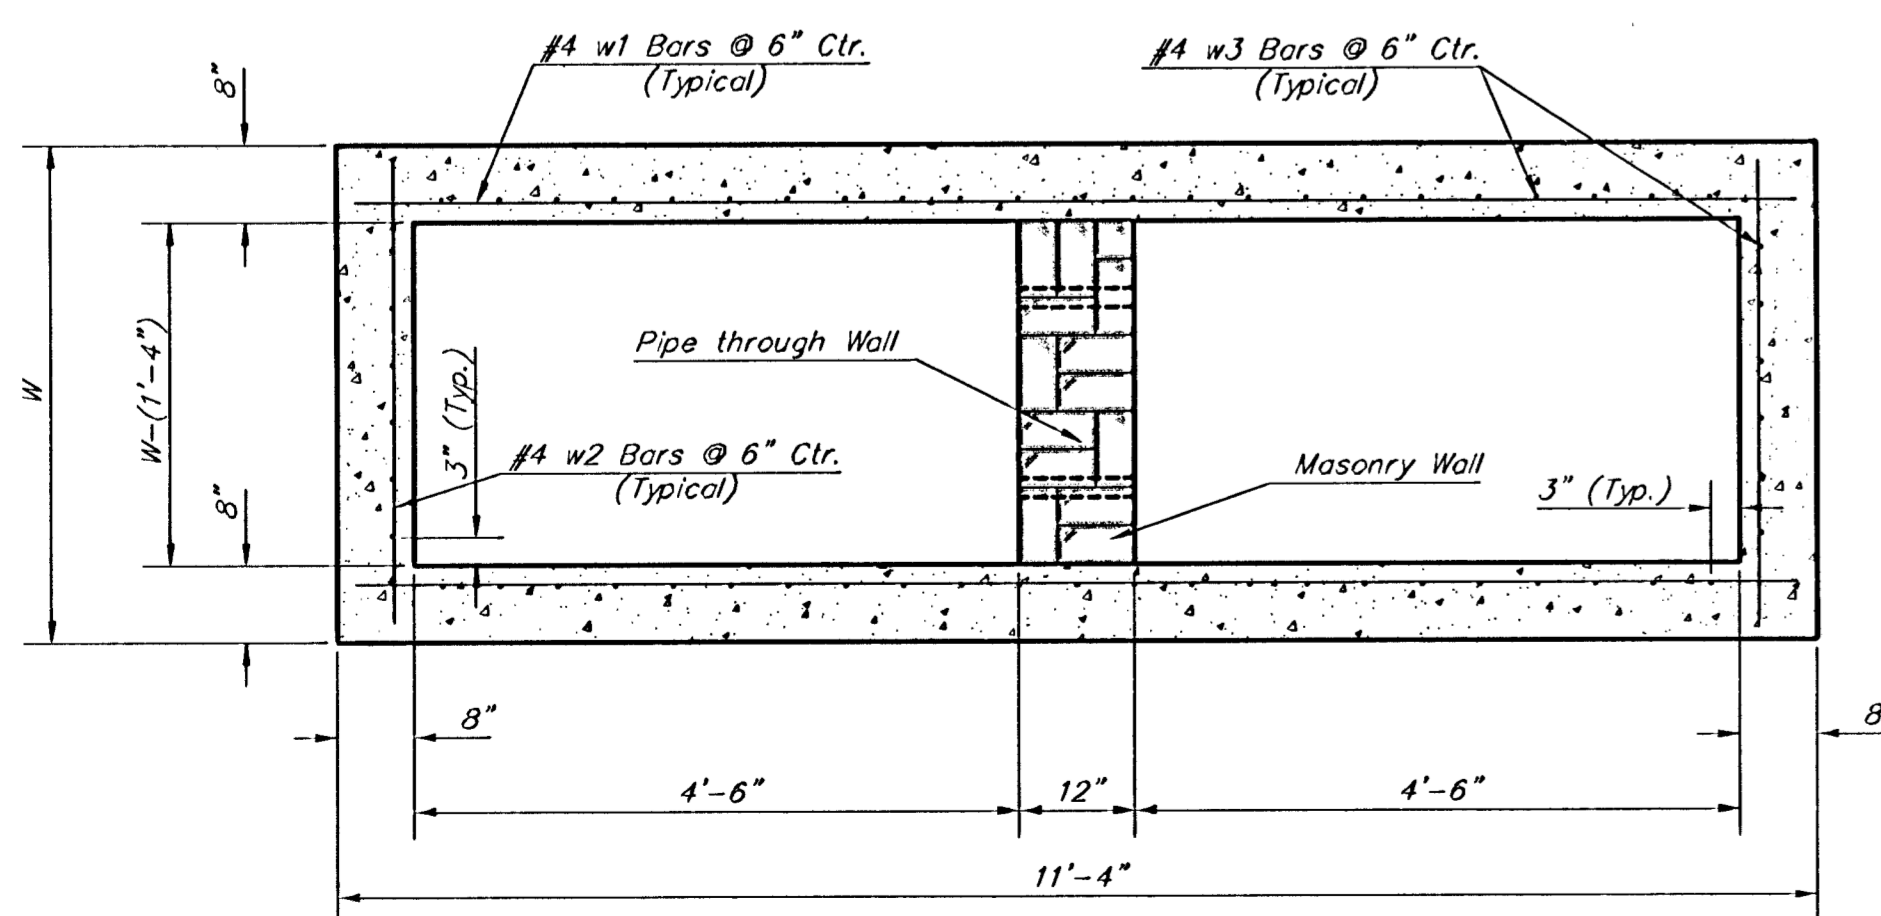 #4 w1 Bars @ 6" Ctr.
(Typical)
#4 w3 Bars @ 6" Ctr.
(Typical)
8"
W
W-(1'-4")
Pipe through Wall
3" (Typ.)
#4 w2 Bars @ 6" Ctr.
(Typical)
Masonry Wall
3" (Typ.)
8"
8"
8
4'-6"
12"
4'-6"
11'-4"